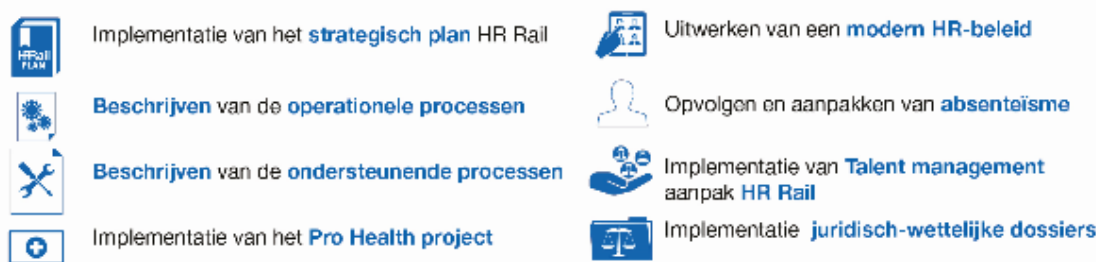 HRRail
PLAN
Implementatie van het strategisch plan HR Rail
Beschrijven van de operationele processen
Beschrijven van de ondersteunende processen
Implementatie van het Pro Health project
Uitwerken van een modern HR-beleid
Opvolgen en aanpakken van absenteïsme
Implementatie van Talent management
aanpak HR Rail
Implementatie juridisch-wettelijke dossiers